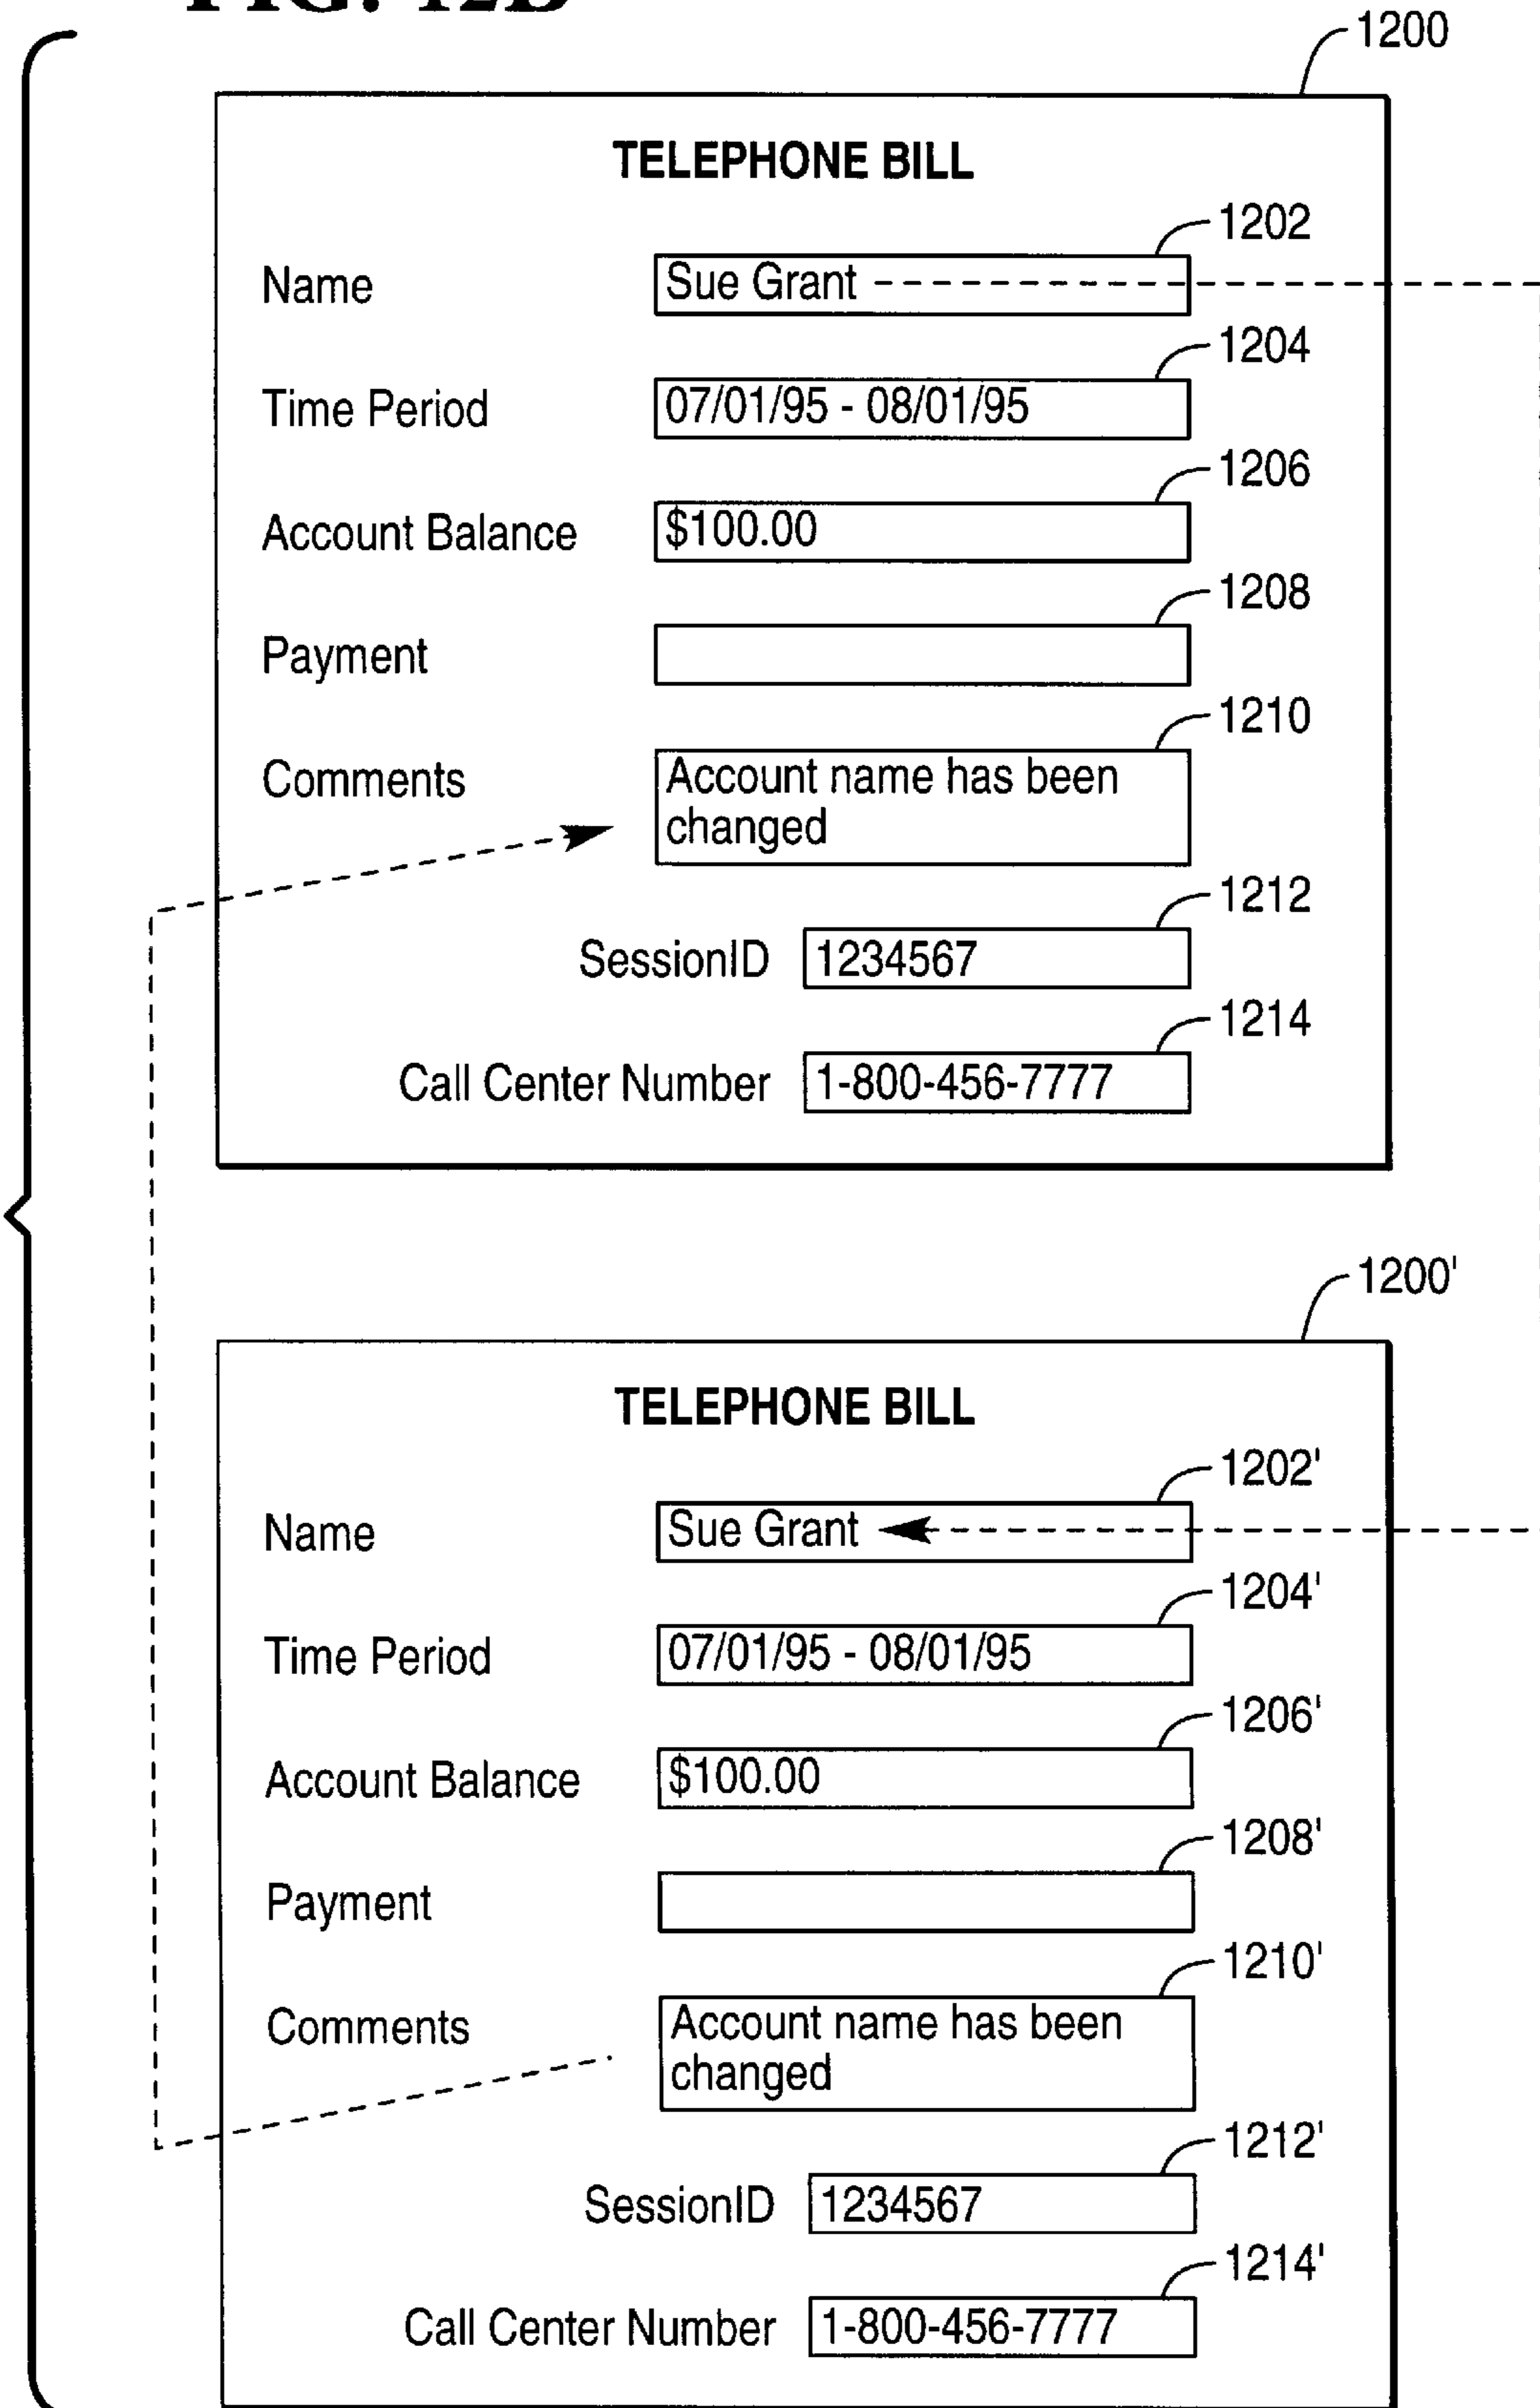 FIG. 12B
1200
TELEPHONE BILL
1202
Name Sue Grant
1204
Time Period 07/01/95 - 08/01/95
1206
Account Balance $100.00
1208
Payment
1210
Comments Account name has been
changed
1212
SessionID 1234567
1214
Call Center Number 1-800-456-7777
1200'
TELEPHONE BILL
1202'
Name Sue Grant
1204'
Time Period 07/01/95 - 08/01/95
1206'
Account Balance $100.00
1208'
Payment
1210'
Comments Account name has been
changed
1212'
SessionID 1234567
1214'
Call Center Number 1-800-456-7777